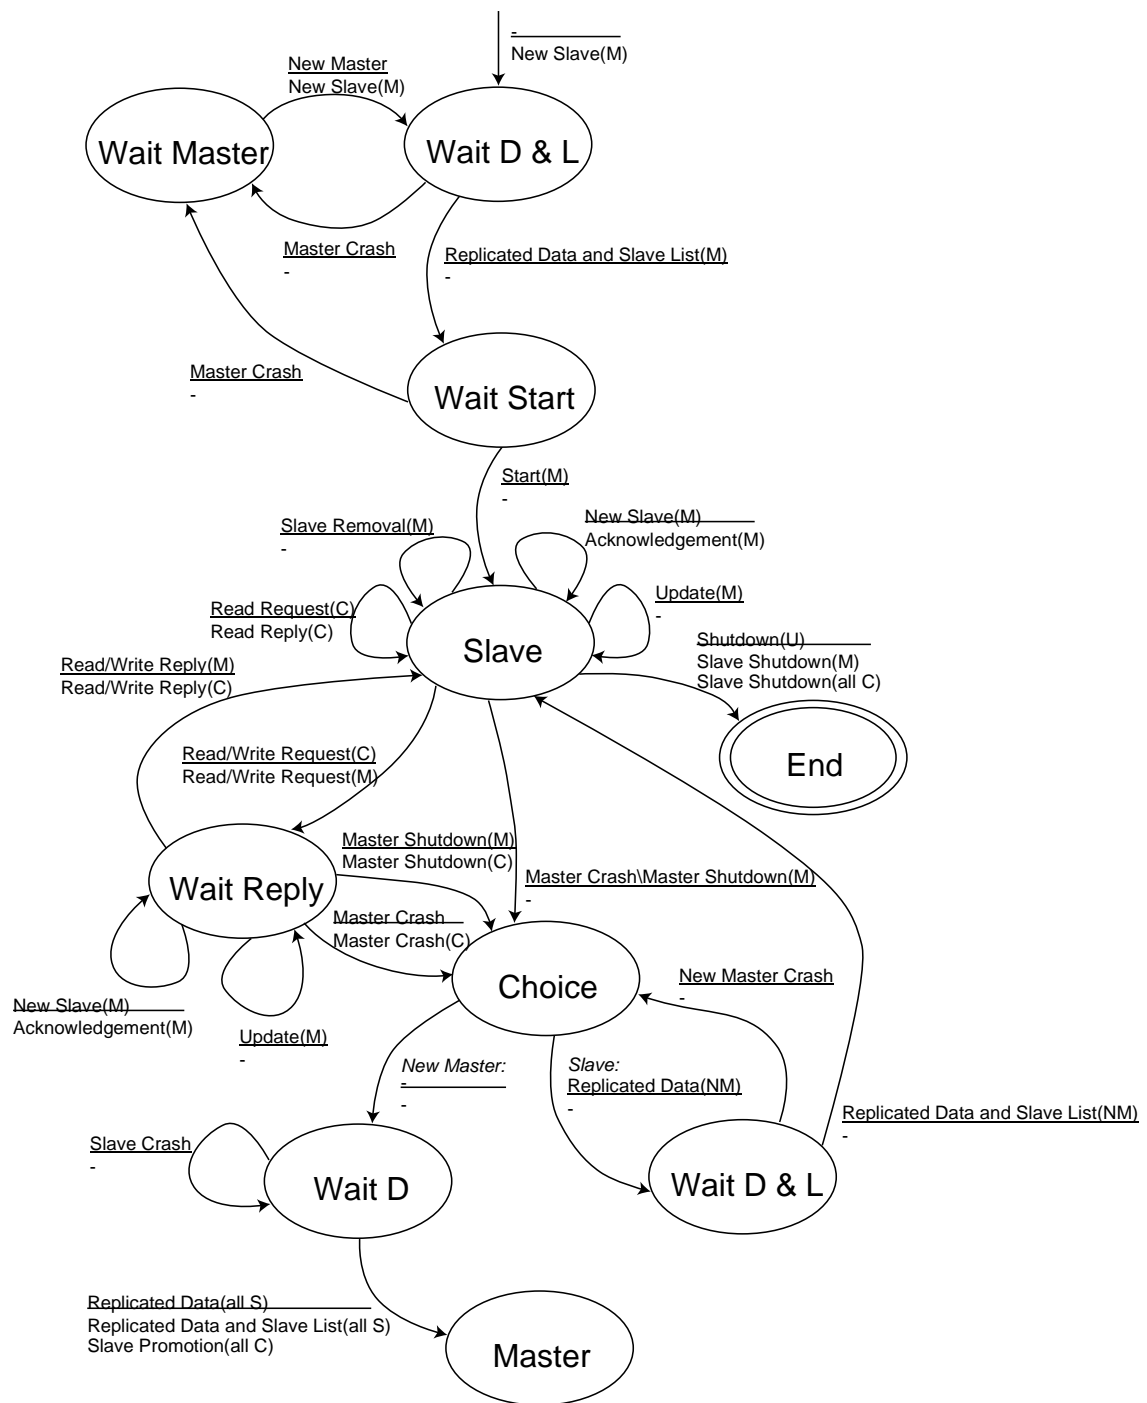 -
New Slave(M)
New Master
New Slave(M)
Wait Master
Wait D & L
Master Crash
-
Replicated Data and Slave List(M)
-
Master Crash
-
Wait Start
Start(M)
-
Slave Removal(M)
-
New Slave(M)
Acknowledgement(M)
Read Request(C)
Read Reply(C)
Update(M)
-
Slave
Shutdown(U)
Slave Shutdown(M)
Slave Shutdown(all C)
Read/Write Reply(M)
Read/Write Reply(C)
Read/Write Request(C)
Read/Write Request(M)
End
Master Shutdown(M)
Master Shutdown(C)
Master Crash\Master Shutdown(M)
-
Wait Reply
Master Crash
Master Crash(C)
New Slave(M)
Acknowledgement(M)
Update(M)
-
Choice
New Master Crash
-
New Master:
-
-
Slave:
Replicated Data(NM)
-
Replicated Data and Slave List(NM)
-
Slave Crash
-
Wait D
Wait D & L
Replicated Data(all S)
Replicated Data and Slave List(all S)
Slave Promotion(all C)
Master